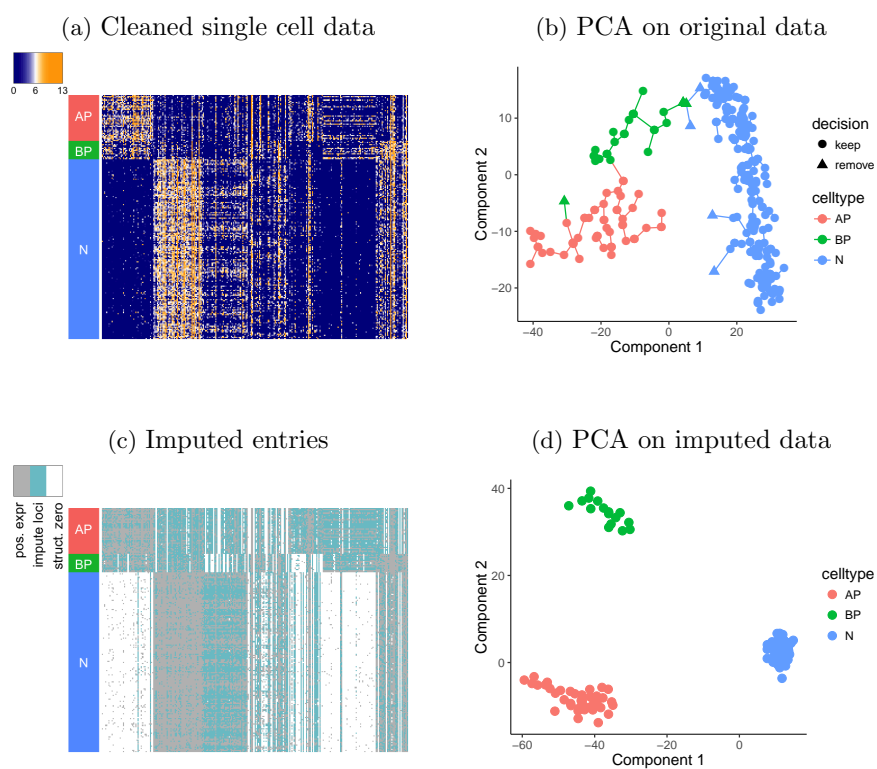 (a) Cleaned single cell data
0 6 13
AP
BP
N
(b) PCA on original data
10
0
−10
−20
Component 2
−40 −20 0 20
Component 1
decision
keep
remove
celltype
AP
BP
N
(c) Imputed entries
pos. expr
impute loci
struct. zero
AP
BP
N
(d) PCA on imputed data
40
20
0
Component 2
−60 −40 −20 0
Component 1
celltype
AP
BP
N